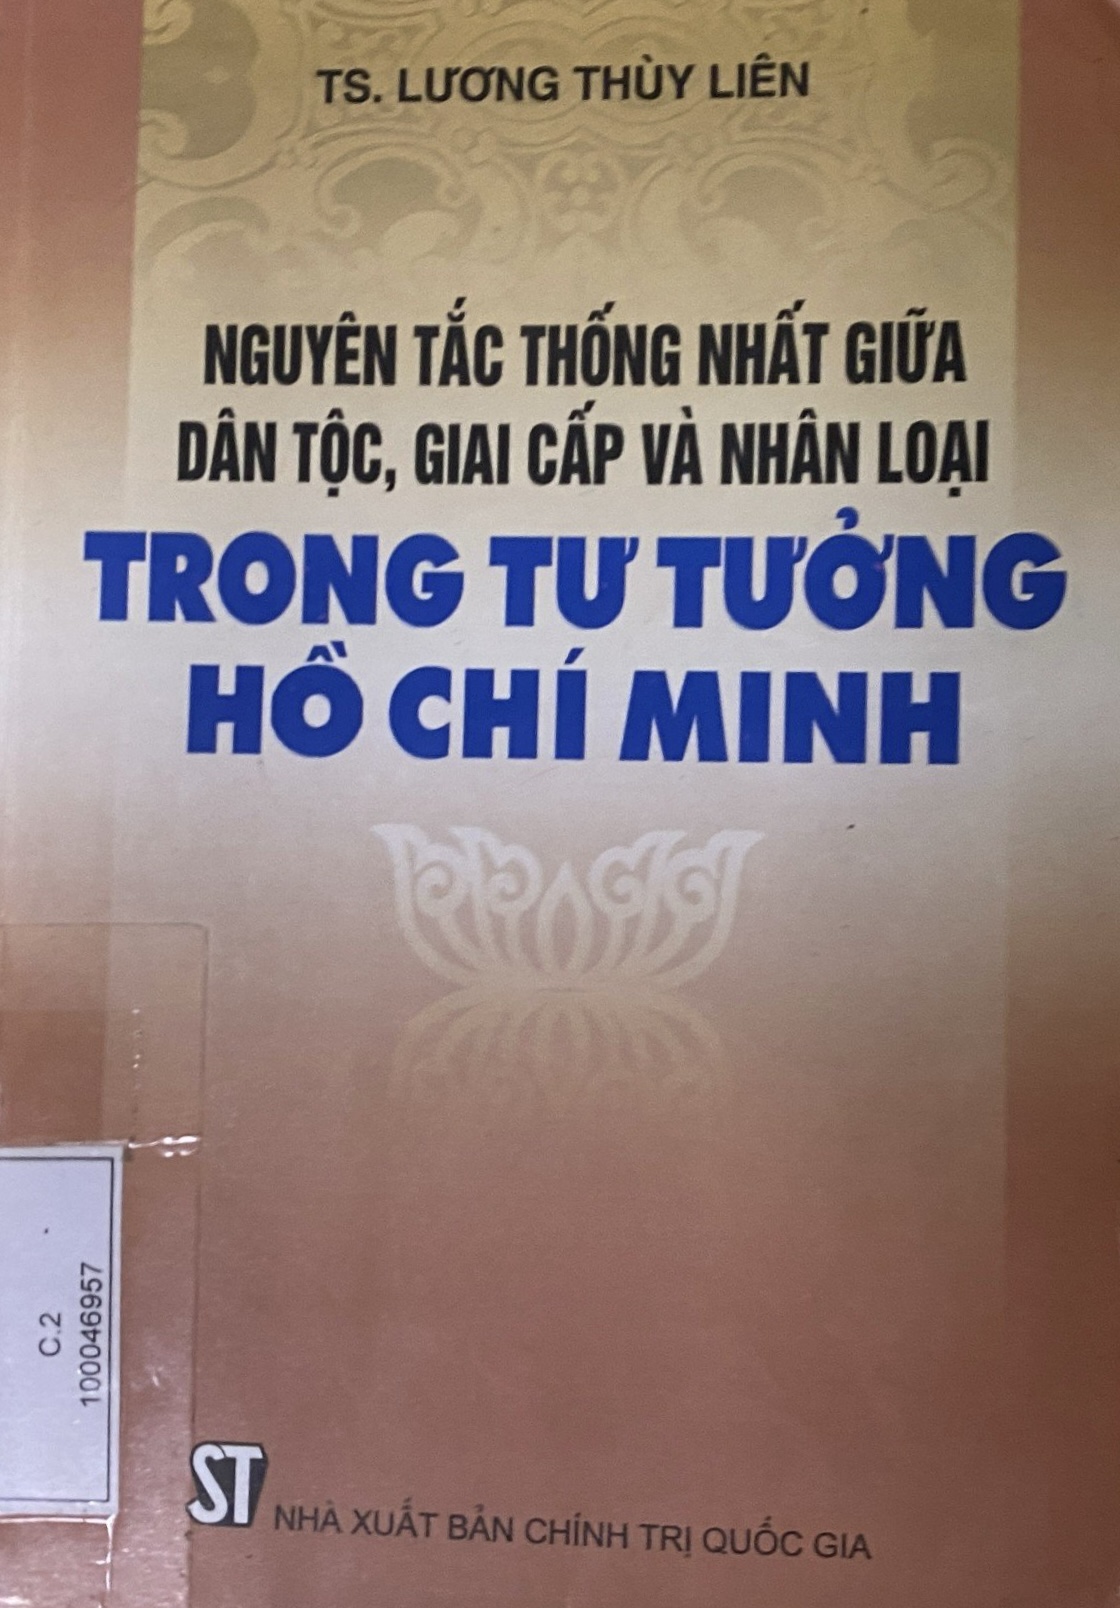 TS. LƯƠNG THÙY LIÊN
NGUYÊN TẮC THỐNG NHẤT GIỮA
DÂN TỘC, GIAI CẤP VÀ NHÂN LOẠI
TRONG TƯ TƯỞNG
HỒ CHÍ MINH
C.2
100046957
ST
NHÀ XUẤT BẢN CHÍNH TRỊ QUỐC GIA